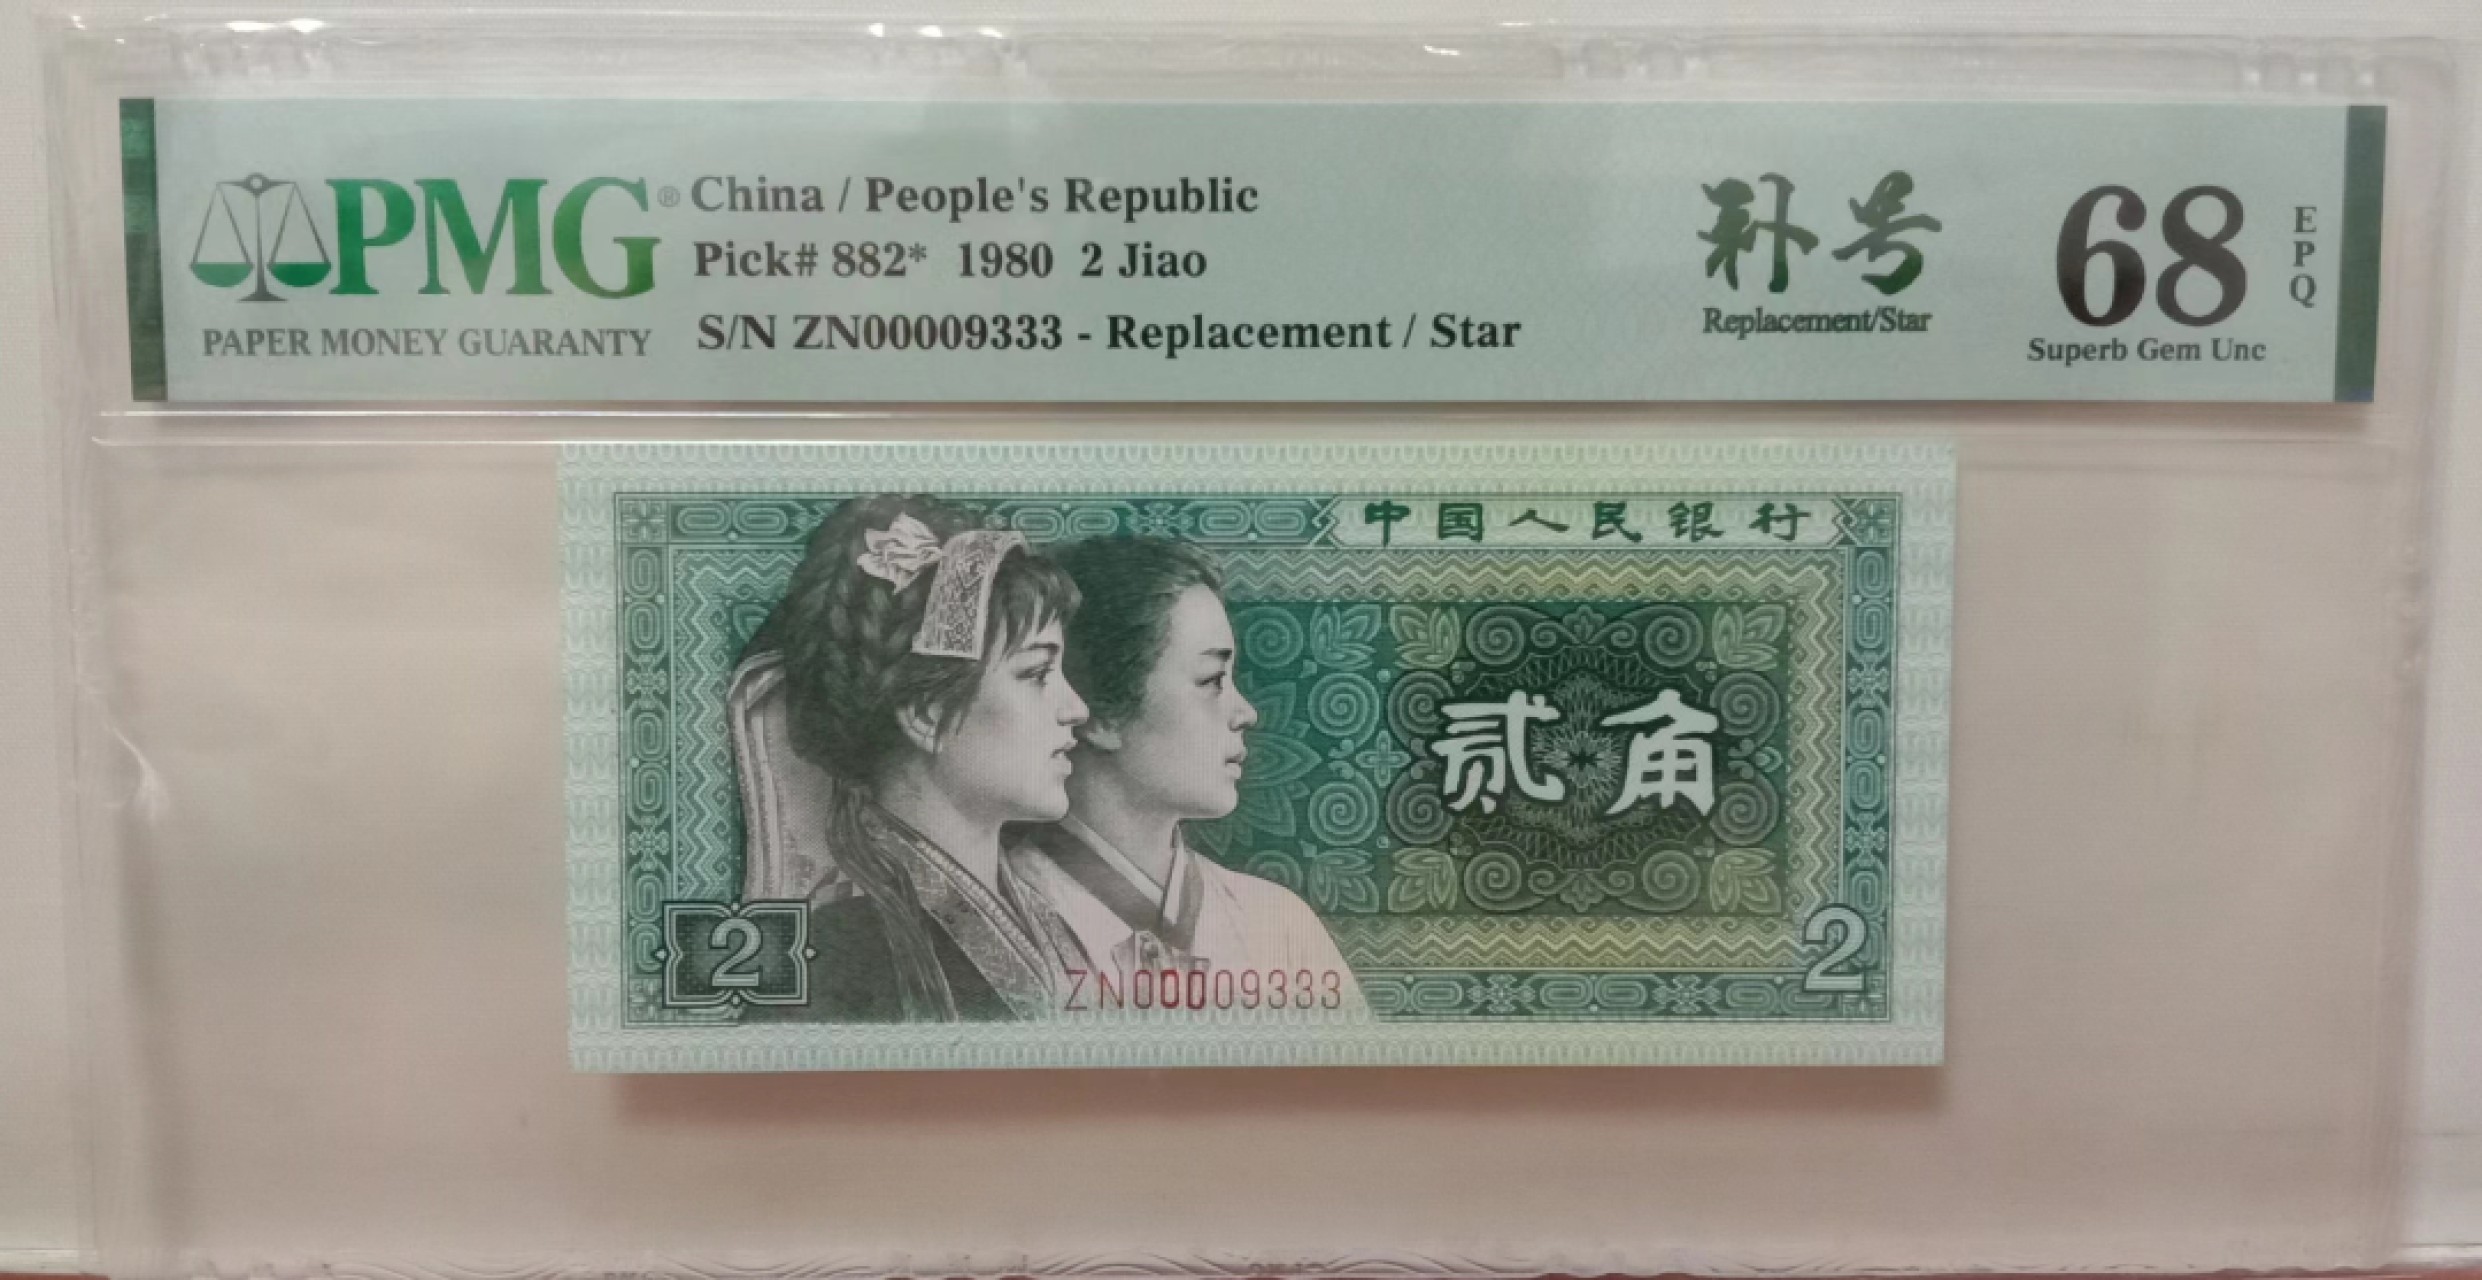 PMG®
PAPER MONEY GUARANTY
China / People's Republic
Pick# 882* 1980 2 Jiao
S/N ZN00009333 - Replacement / Star
补号
Replacement/Star
68
EPQ
Superb Gem Unc
中国人民银行
贰角
2
2
ZN00009333